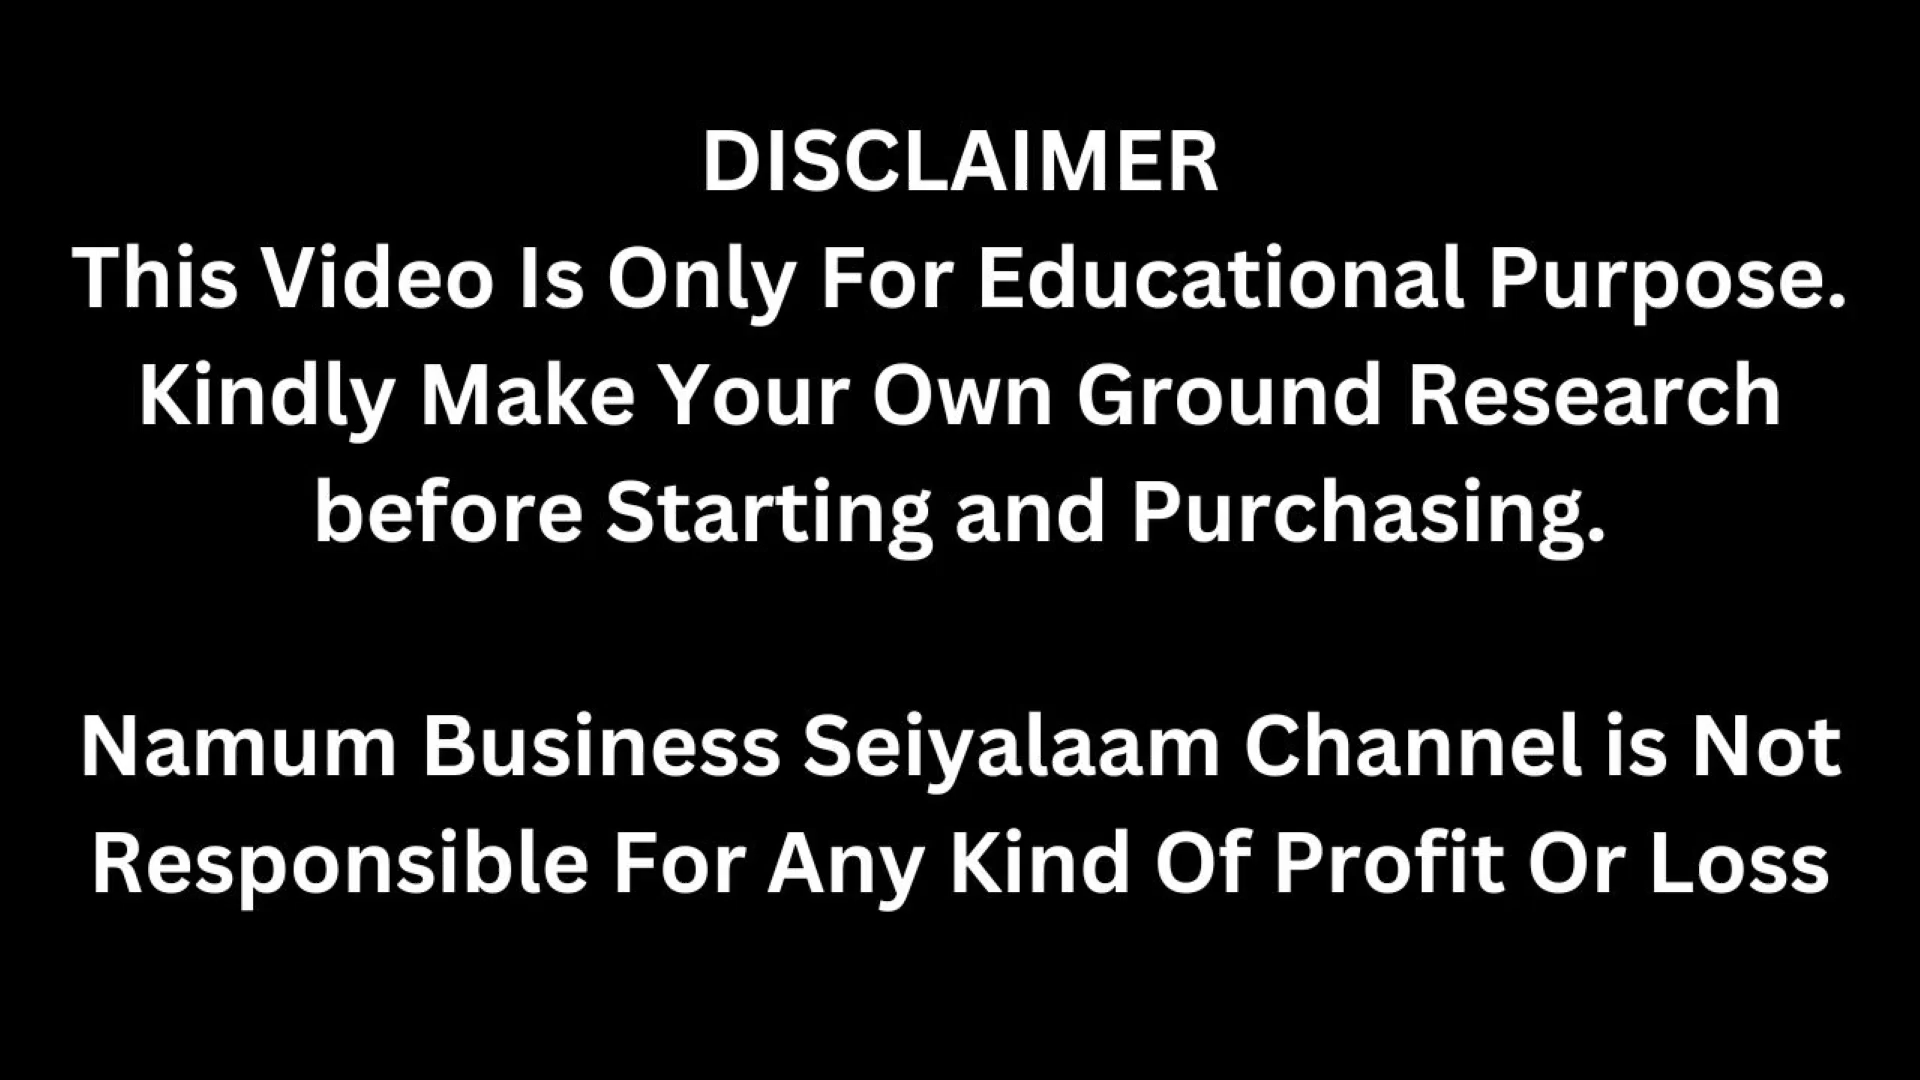 DISCLAIMER
This Video Is Only For Educational Purpose.
Kindly Make Your Own Ground Research
before Starting and Purchasing.
Namum Business Seiyalaam Channel is Not
Responsible For Any Kind Of Profit Or Loss